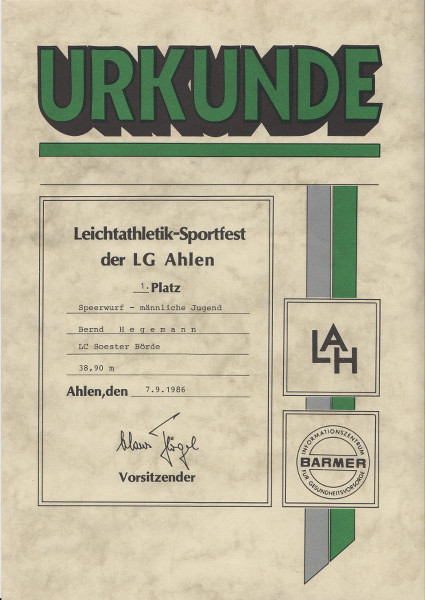 URKUNDE
Leichtathletik-Sportfest
der LG Ahlen
1. Platz
Speerwurf - männliche Jugend
Bernd Hegemann
LC Soester Börde
38,90 m
Ahlen,den 7.9.1986
Vorsitzender
LAH
INFORMATIONSZENTRUM
BARMER
FÜR GESUNDHEITSVORSORGE